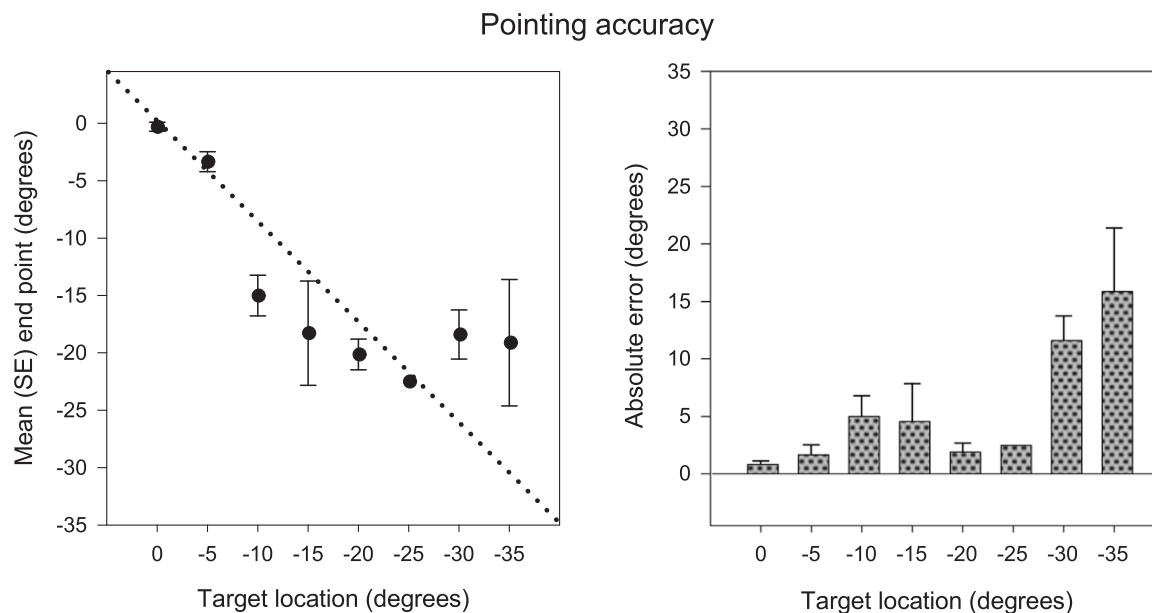 Pointing accuracy
Mean (SE) end point (degrees)
0
-5
-10
-15
-20
-25
-30
-35
0 -5 -10 -15 -20 -25 -30 -35
Target location (degrees)
Absolute error (degrees)
35
30
25
20
15
10
5
0
0 -5 -10 -15 -20 -25 -30 -35
Target location (degrees)